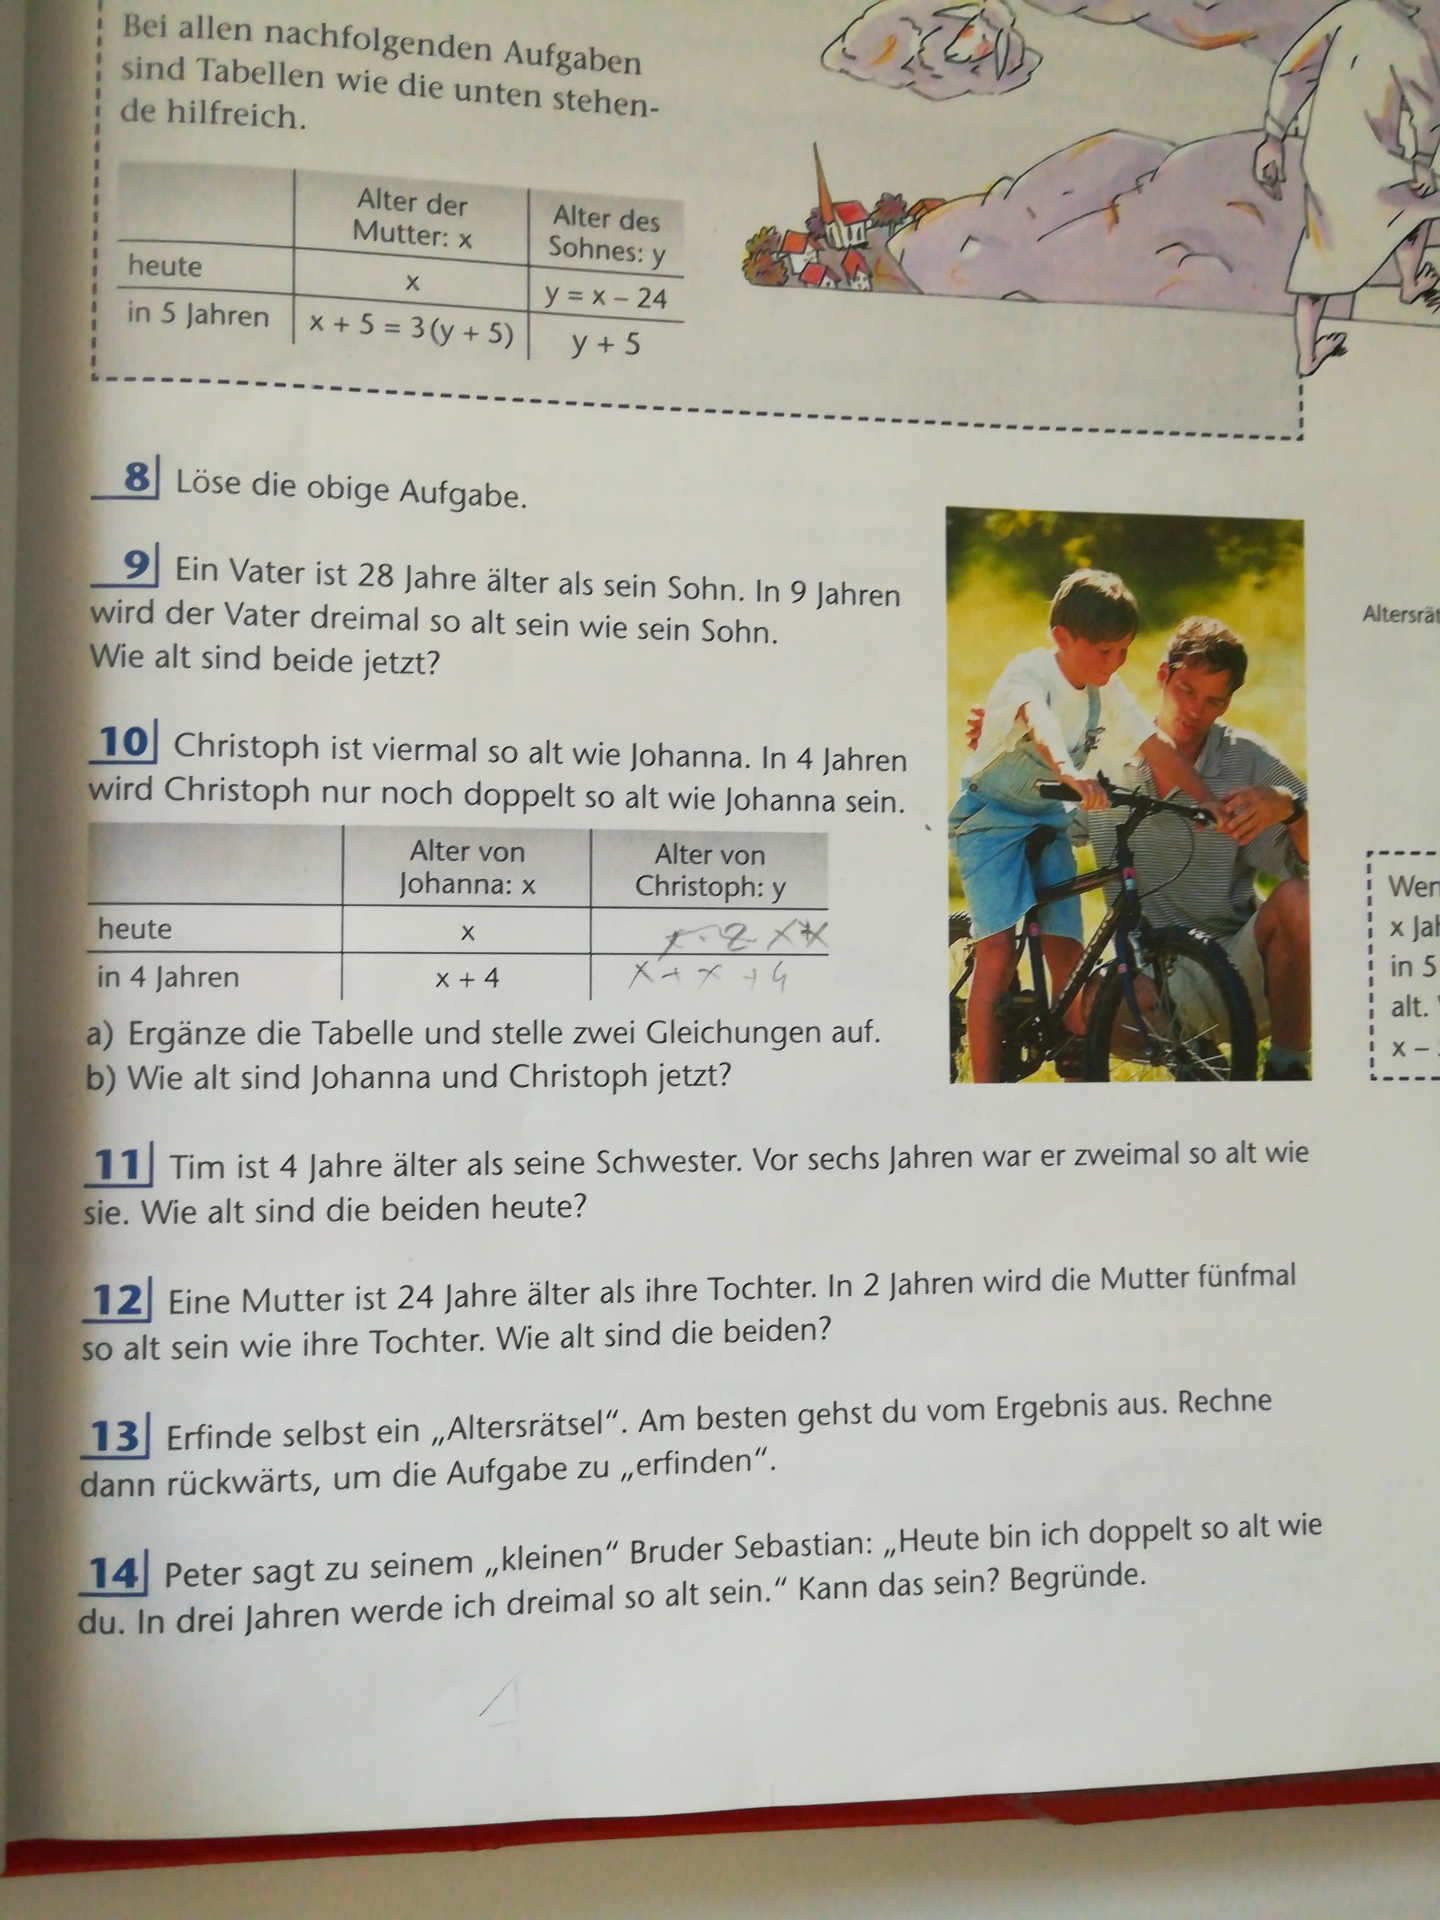 Bei allen nachfolgenden Aufgaben
sind Tabellen wie die unten stehen-
de hilfreich.
Alter der Mutter: x
Alter des Sohnes: y
heute x y = x – 24
in 5 Jahren x + 5 = 3(y + 5) y + 5
8 Löse die obige Aufgabe.
9 Ein Vater ist 28 Jahre älter als sein Sohn. In 9 Jahren
wird der Vater dreimal so alt sein wie sein Sohn.
Wie alt sind beide jetzt?
Altersrät
10 Christoph ist viermal so alt wie Johanna. In 4 Jahren
wird Christoph nur noch doppelt so alt wie Johanna sein.
Alter von Johanna: x
Alter von Christoph: y
heute x
in 4 Jahren x + 4 x + x + 4
a) Ergänze die Tabelle und stelle zwei Gleichungen auf.
b) Wie alt sind Johanna und Christoph jetzt?
Wen
x Jah
in 5
alt.
x –
11 Tim ist 4 Jahre älter als seine Schwester. Vor sechs Jahren war er zweimal so alt wie
sie. Wie alt sind die beiden heute?
12 Eine Mutter ist 24 Jahre älter als ihre Tochter. In 2 Jahren wird die Mutter fünfmal
so alt sein wie ihre Tochter. Wie alt sind die beiden?
13 Erfinde selbst ein „Altersrätsel“. Am besten gehst du vom Ergebnis aus. Rechne
dann rückwärts, um die Aufgabe zu „erfinden“.
14 Peter sagt zu seinem „kleinen“ Bruder Sebastian: „Heute bin ich doppelt so alt wie
du. In drei Jahren werde ich dreimal so alt sein.“ Kann das sein? Begründe.